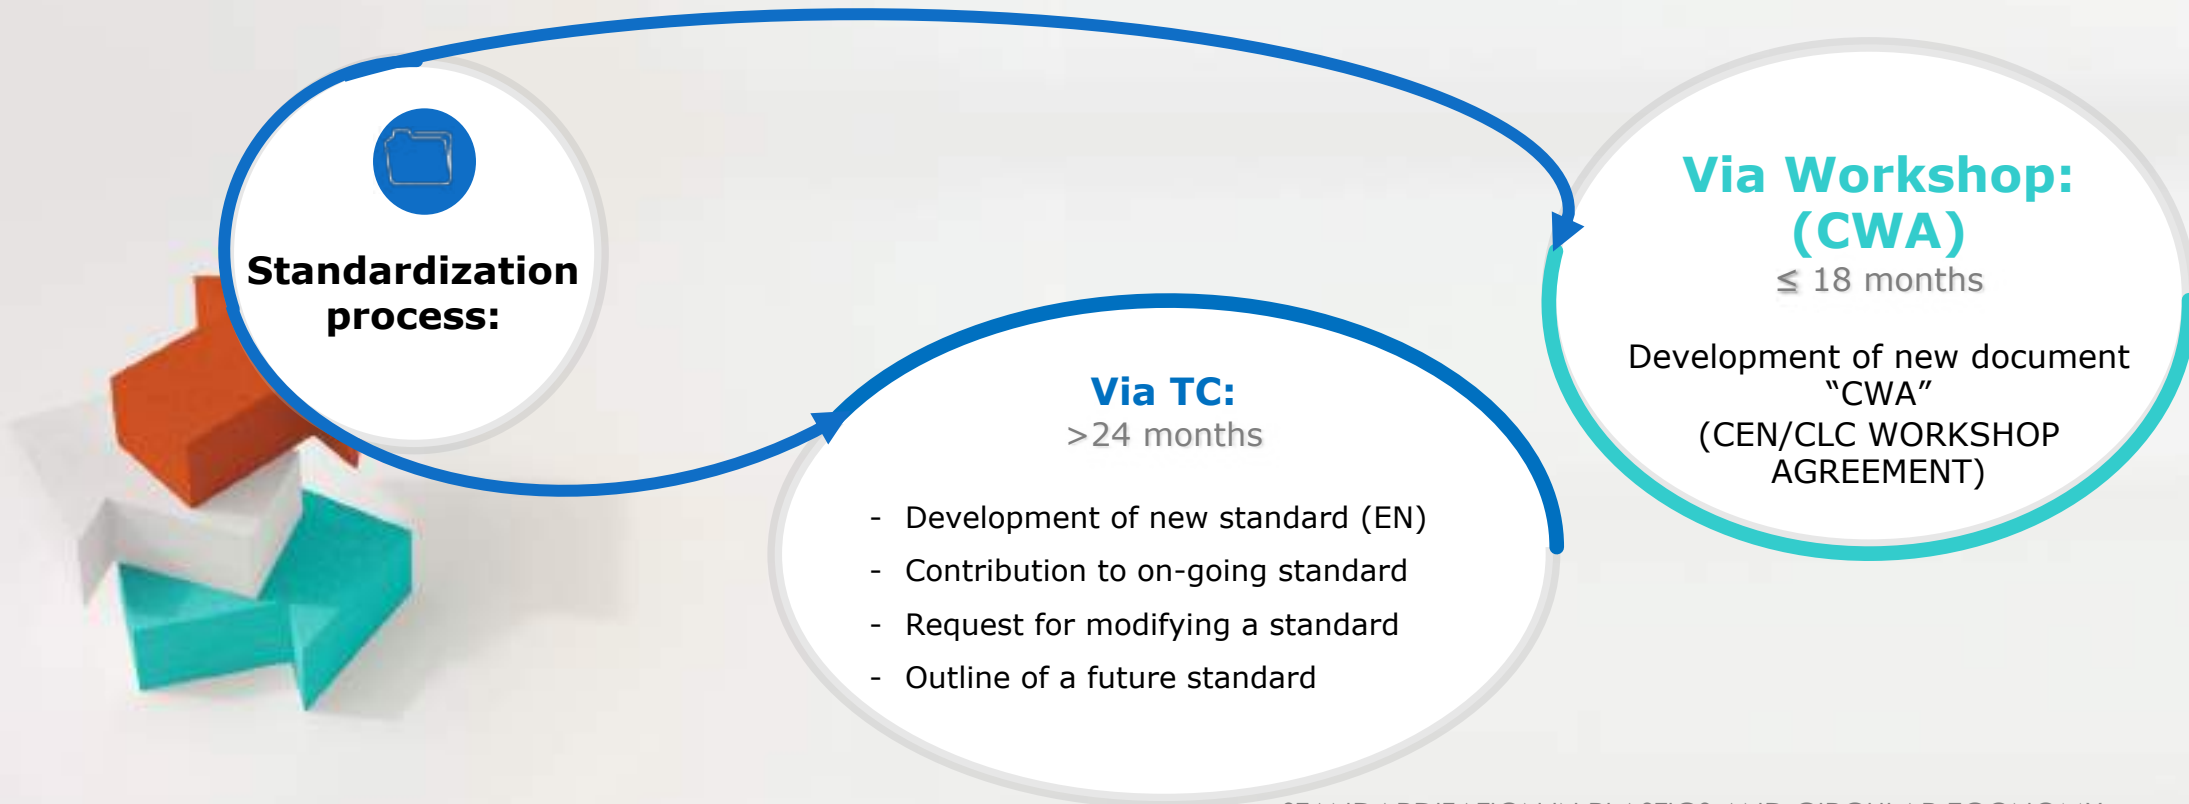 Standardization
process:
Via TC:
>24 months
- Development of new standard (EN)
- Contribution to on-going standard
- Request for modifying a standard
- Outline of a future standard
Via Workshop:
(CWA)
≤ 18 months
Development of new document
“CWA”
(CEN/CLC WORKSHOP
AGREEMENT)